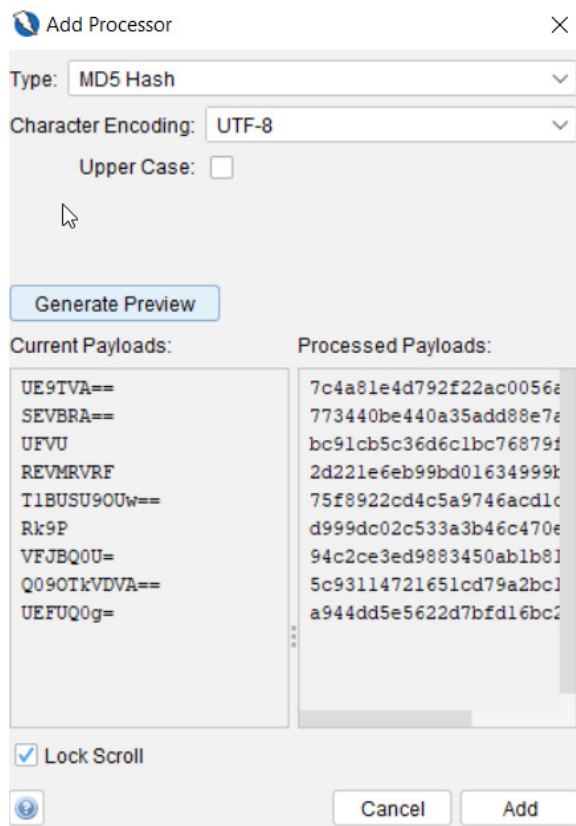 Add Processor
Type: MD5 Hash
Character Encoding: UTF-8
Upper Case:
Generate Preview
Current Payloads:
Processed Payloads:
UE9TVA==
7c4a81e4d792f22ac0056a
SEVBRA==
773440be440a35add88e7a
UFVU
bc91cb5c36d6c1bc76879f
REVMRVRF
2d221e6eb99bd01634999b
T1BUSU9OUw==
75f8922cd4c5a9746acd1c
Rk9P
d999dc02c533a3b46c470e
VFJBQ0U=
94c2ce3ed9883450ab1b81
Q09OTkVDVA==
5c93114721651cd79a2bc1
UEFUQ0g=
a944dd5e5622d7bfd16bc2
Lock Scroll
Cancel
Add